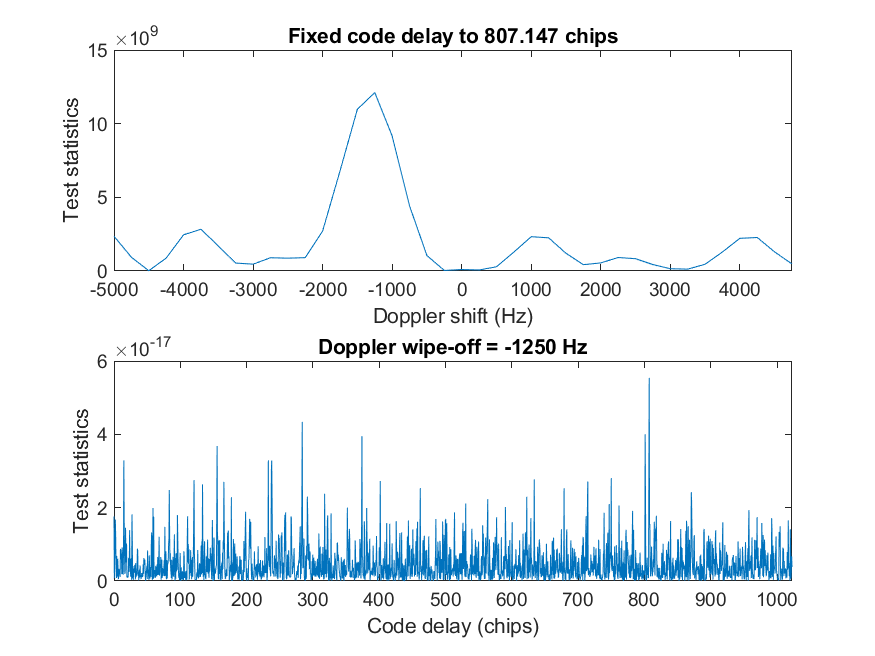 Fixed code delay to 807.147 chips
×10^9
15
10
5
0
Test statistics
-5000 -4000 -3000 -2000 -1000 0 1000 2000 3000 4000
Doppler shift (Hz)
Doppler wipe-off = -1250 Hz
×10^-17
6
4
2
0
Test statistics
0 100 200 300 400 500 600 700 800 900 1000
Code delay (chips)